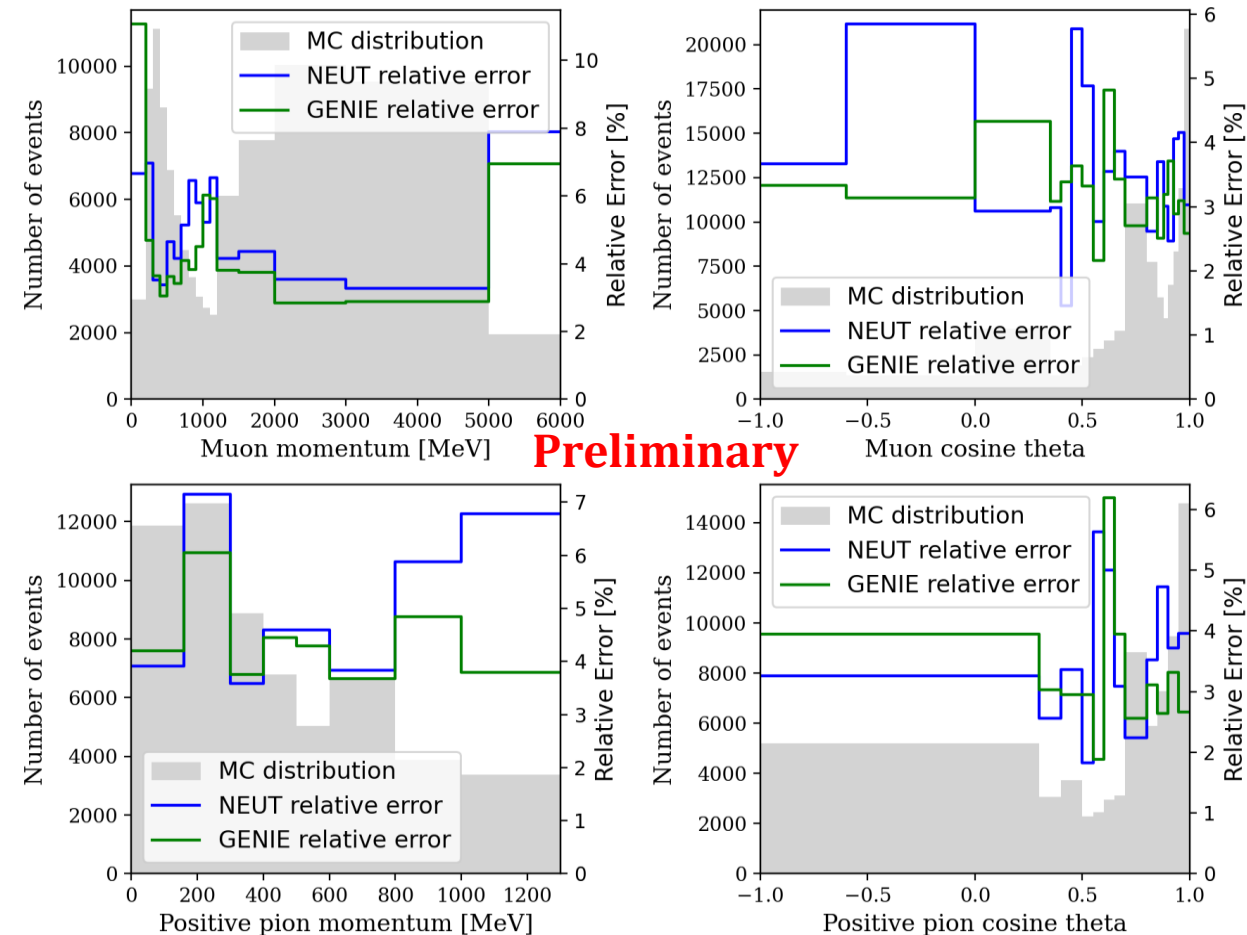 MC distribution
NEUT relative error
GENIE relative error
Number of events
Relative Error [%]
0
2000
4000
6000
8000
10000
0
2
4
6
8
10
0 1000 2000 3000 4000 5000 6000
Muon momentum [MeV]
MC distribution
NEUT relative error
GENIE relative error
Number of events
Relative Error [%]
0
2500
5000
7500
10000
12500
15000
17500
20000
0
1
2
3
4
5
6
−1.0 −0.5 0.0 0.5 1.0
Muon cosine theta
Preliminary
MC distribution
NEUT relative error
GENIE relative error
Number of events
Relative Error [%]
0
2000
4000
6000
8000
10000
12000
0
1
2
3
4
5
6
7
0 200 400 600 800 1000 1200
Positive pion momentum [MeV]
MC distribution
NEUT relative error
GENIE relative error
Number of events
Relative Error [%]
0
2000
4000
6000
8000
10000
12000
14000
0
1
2
3
4
5
6
−1.0 −0.5 0.0 0.5 1.0
Positive pion cosine theta